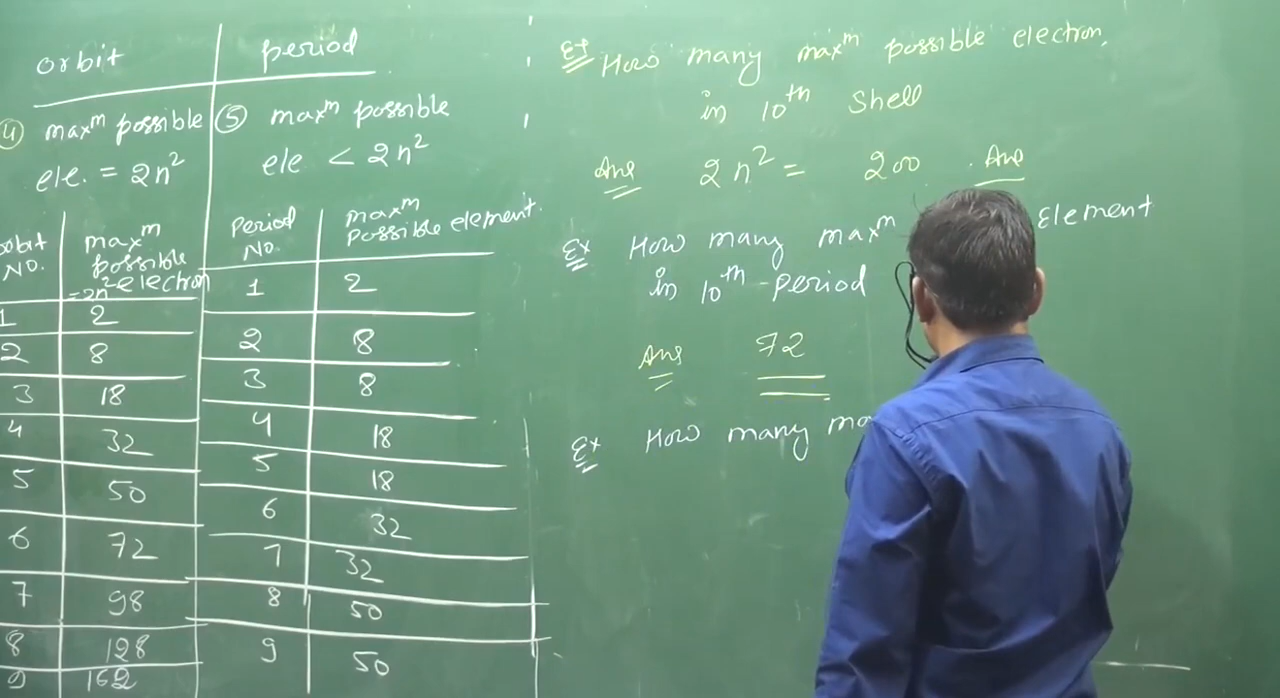 orbit
period
④ maxᵐ possible
ele. = 2n²
⑤ maxᵐ possible
ele < 2n²
orbit NO.
maxᵐ possible electron =2n²
1 2
2 8
3 18
4 32
5 50
6 72
7 98
8 128
9 162
Period NO.
maxᵐ possible element.
1 2
2 8
3 8
4 18
5 18
6 32
7 32
8 50
9 50
Ex How many maxᵐ possible electron.
in 10ᵗʰ Shell
Ans 2n² = 200 . Ans
Ex How many maxᵐ Element
in 10ᵗʰ period
Ans 72
Ex How many